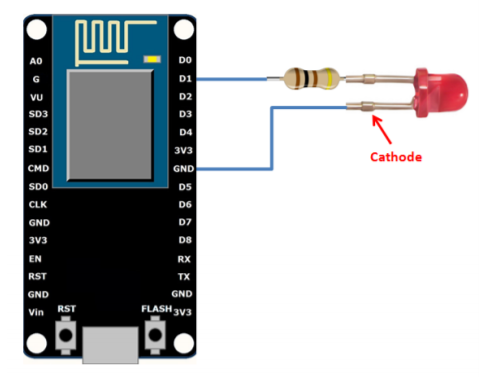 A0 D0
G D1
VU D2
SD3 D3
SD2 D4
SD1 3V3
CMD GND
SD0 D5
CLK D6
GND D7
3V3 D8
EN RX
RST TX
GND GND
Vin RST FLASH 3V3
Cathode